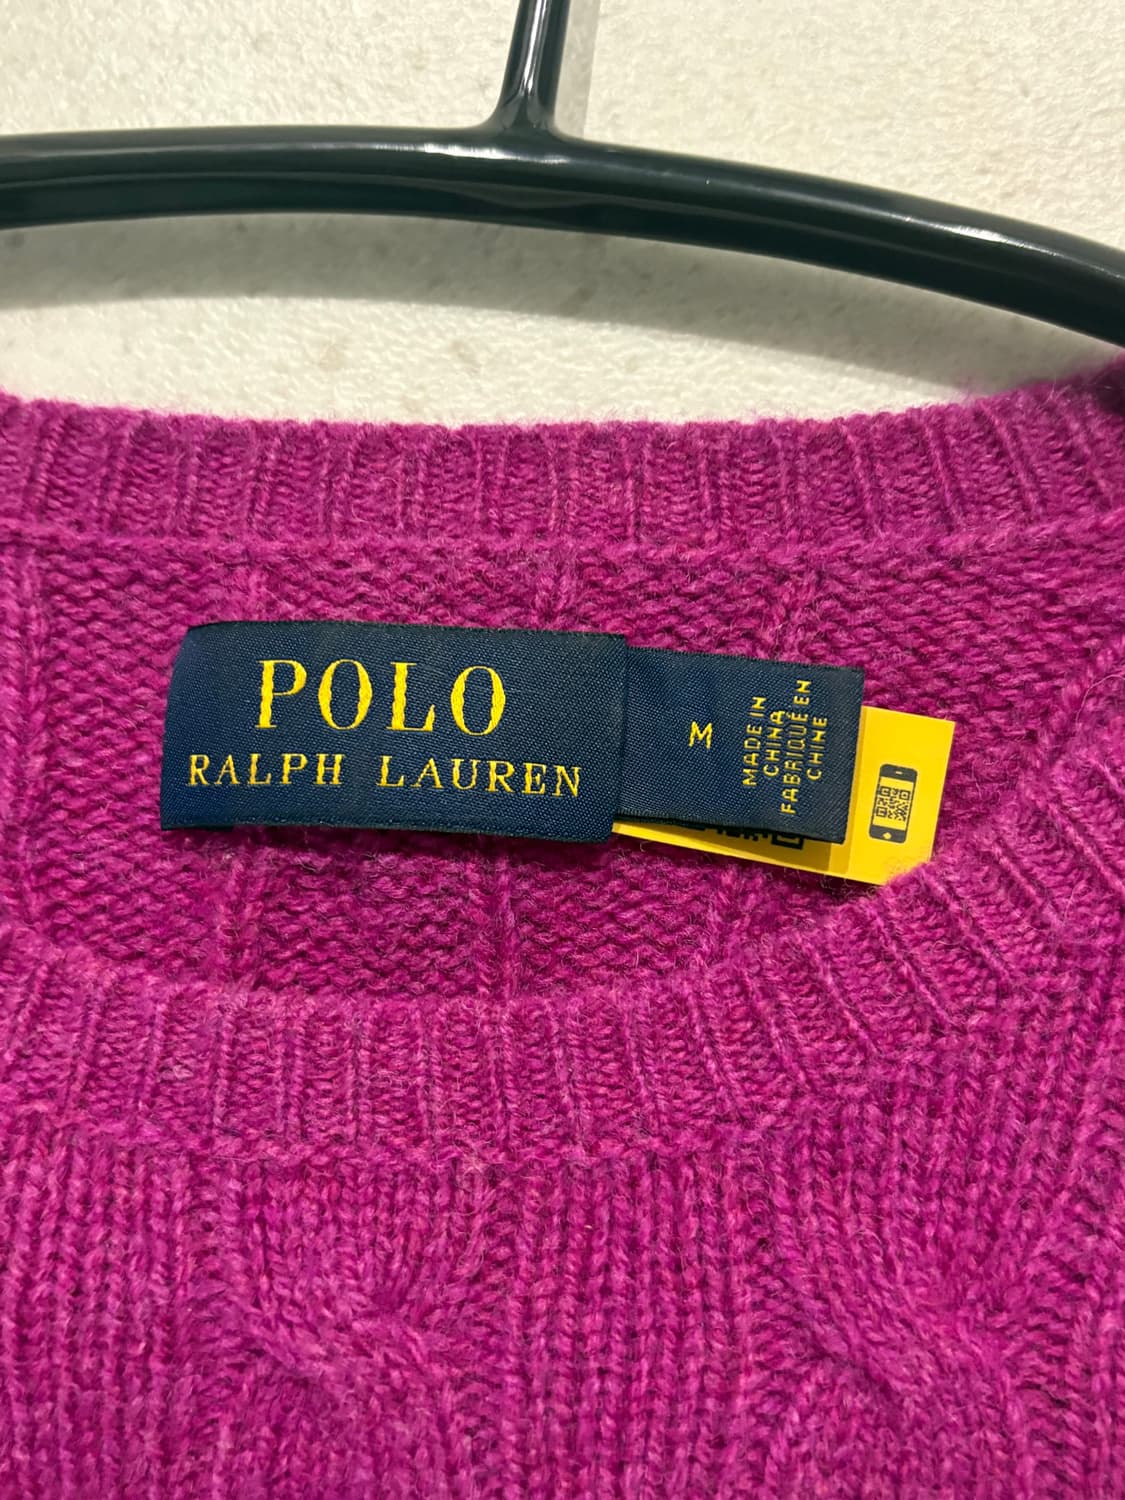 POLO
RALPH LAUREN
M
MADE IN
CHINA
FABRIQUÉ EN
CHINE